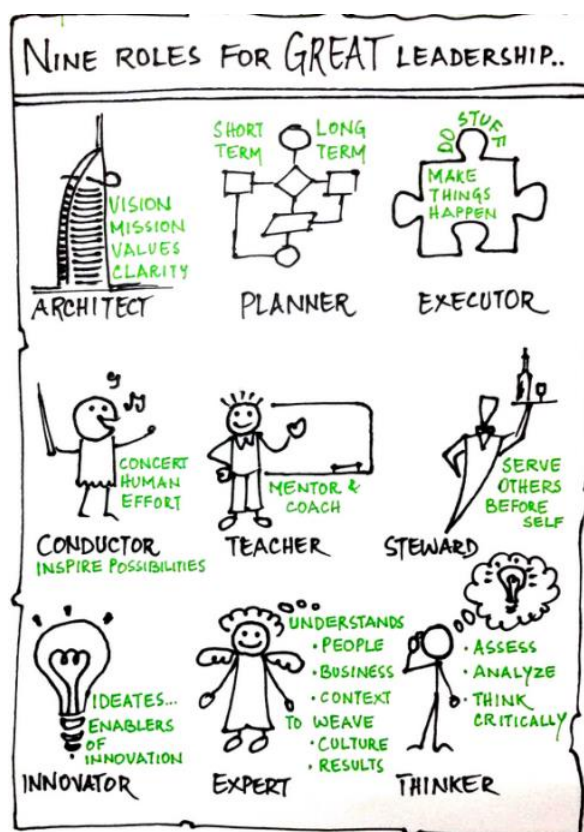 NINE ROLES FOR GREAT LEADERSHIP..
VISION
MISSION
VALUES
CLARITY
ARCHITECT
SHORT TERM
LONG TERM
PLANNER
DO STUFF
MAKE
THINGS
HAPPEN
EXECUTOR
CONCERT
HUMAN
EFFORT
CONDUCTOR
INSPIRE POSSIBILITIES
MENTOR &
COACH
TEACHER
SERVE
OTHERS
BEFORE
SELF
STEWARD
IDEATES...
ENABLERS
OF
INNOVATION
INNOVATOR
UNDERSTANDS
• PEOPLE
• BUSINESS
• CONTEXT
TO WEAVE
• CULTURE
• RESULTS
EXPERT
• ASSESS
• ANALYZE
• THINK
CRITICALLY
THINKER